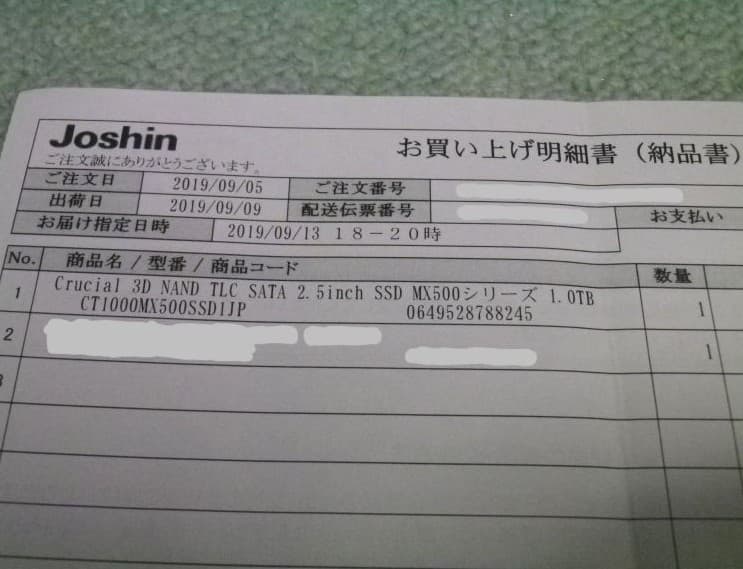 Joshin
お買い上げ明細書（納品書）
ご注文誠にありがとうございます。
ご注文日 2019/09/05 ご注文番号
出荷日 2019/09/09 配送伝票番号 お支払い
お届け指定日時 2019/09/13 18－20時
No. 商品名 / 型番 / 商品コード 数量
1 Crucial 3D NAND TLC SATA 2.5inch SSD MX500シリーズ 1.0TB 1
CT1000MX500SSD1JP 0649528788245
2 1
3